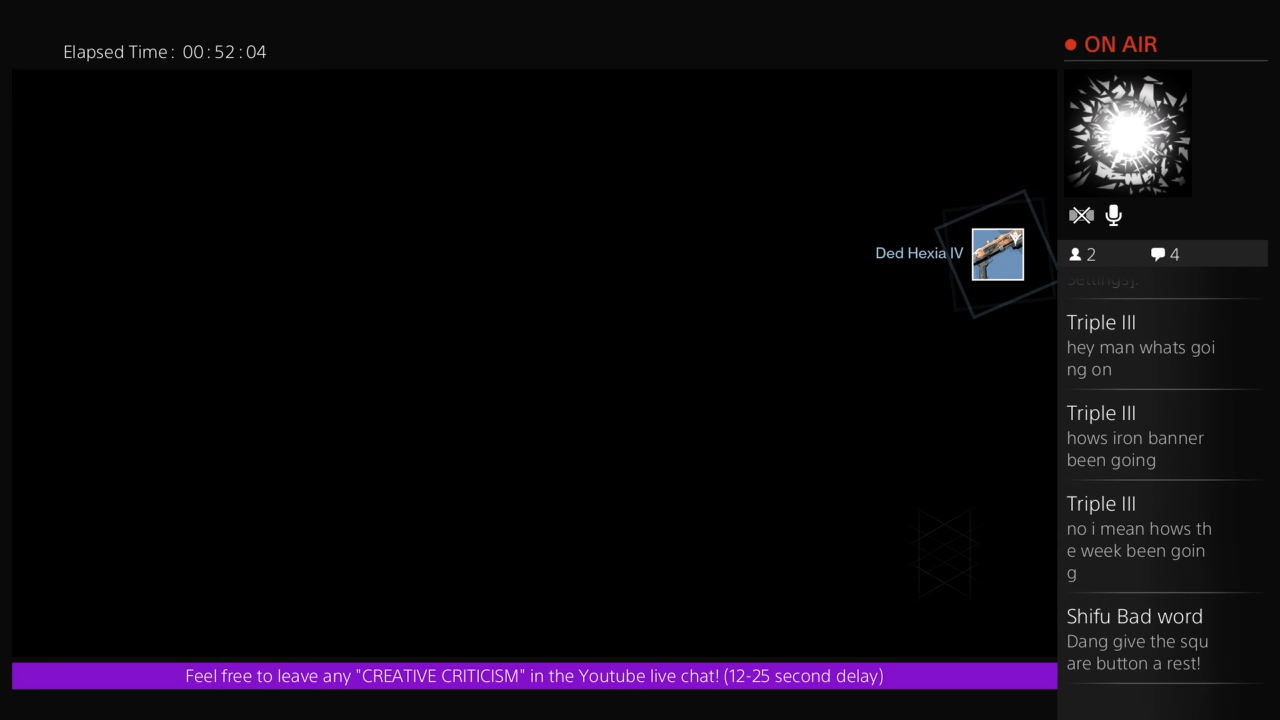 Elapsed Time: 00:52:04
ON AIR
2
4
Settings].
Ded Hexia IV
Triple III
hey man whats goi
ng on
Triple III
hows iron banner
been going
Triple III
no i mean hows th
e week been goin
g
Shifu Bad word
Dang give the squ
are button a rest!
Feel free to leave any "CREATIVE CRITICISM" in the Youtube live chat! (12-25 second delay)